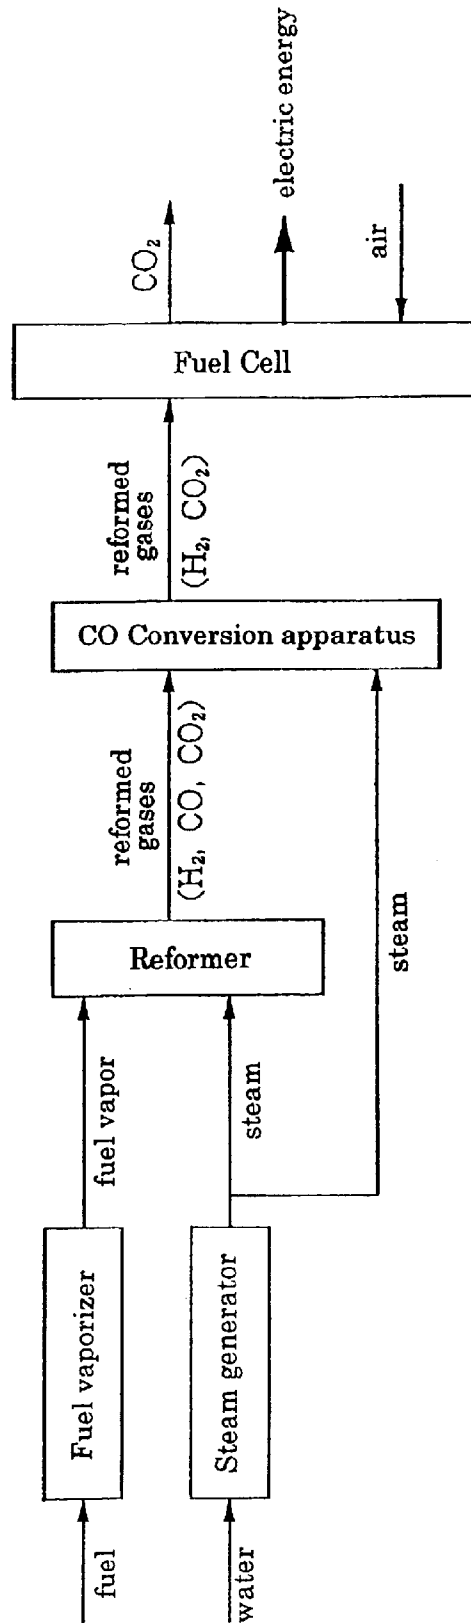 fuel
Fuel vaporizer
fuel vapor
water
Steam generator
steam
steam
Reformer
reformed
gases
(H₂, CO, CO₂)
CO Conversion apparatus
reformed
gases
(H₂, CO₂)
Fuel Cell
CO₂
electric energy
air